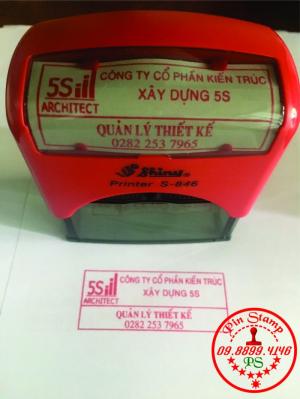 5S
ARCHITECT
CÔNG TY CỔ PHẦN KIẾN TRÚC
XÂY DỰNG 5S
QUẢN LÝ THIẾT KẾ
0282 253 7965
Shiny
Printer S-846
5S
ARCHITECT
CÔNG TY CỔ PHẦN KIẾN TRÚC
XÂY DỰNG 5S
QUẢN LÝ THIẾT KẾ
0282 253 7965
Pin Stamp
09.8899.4146
PS